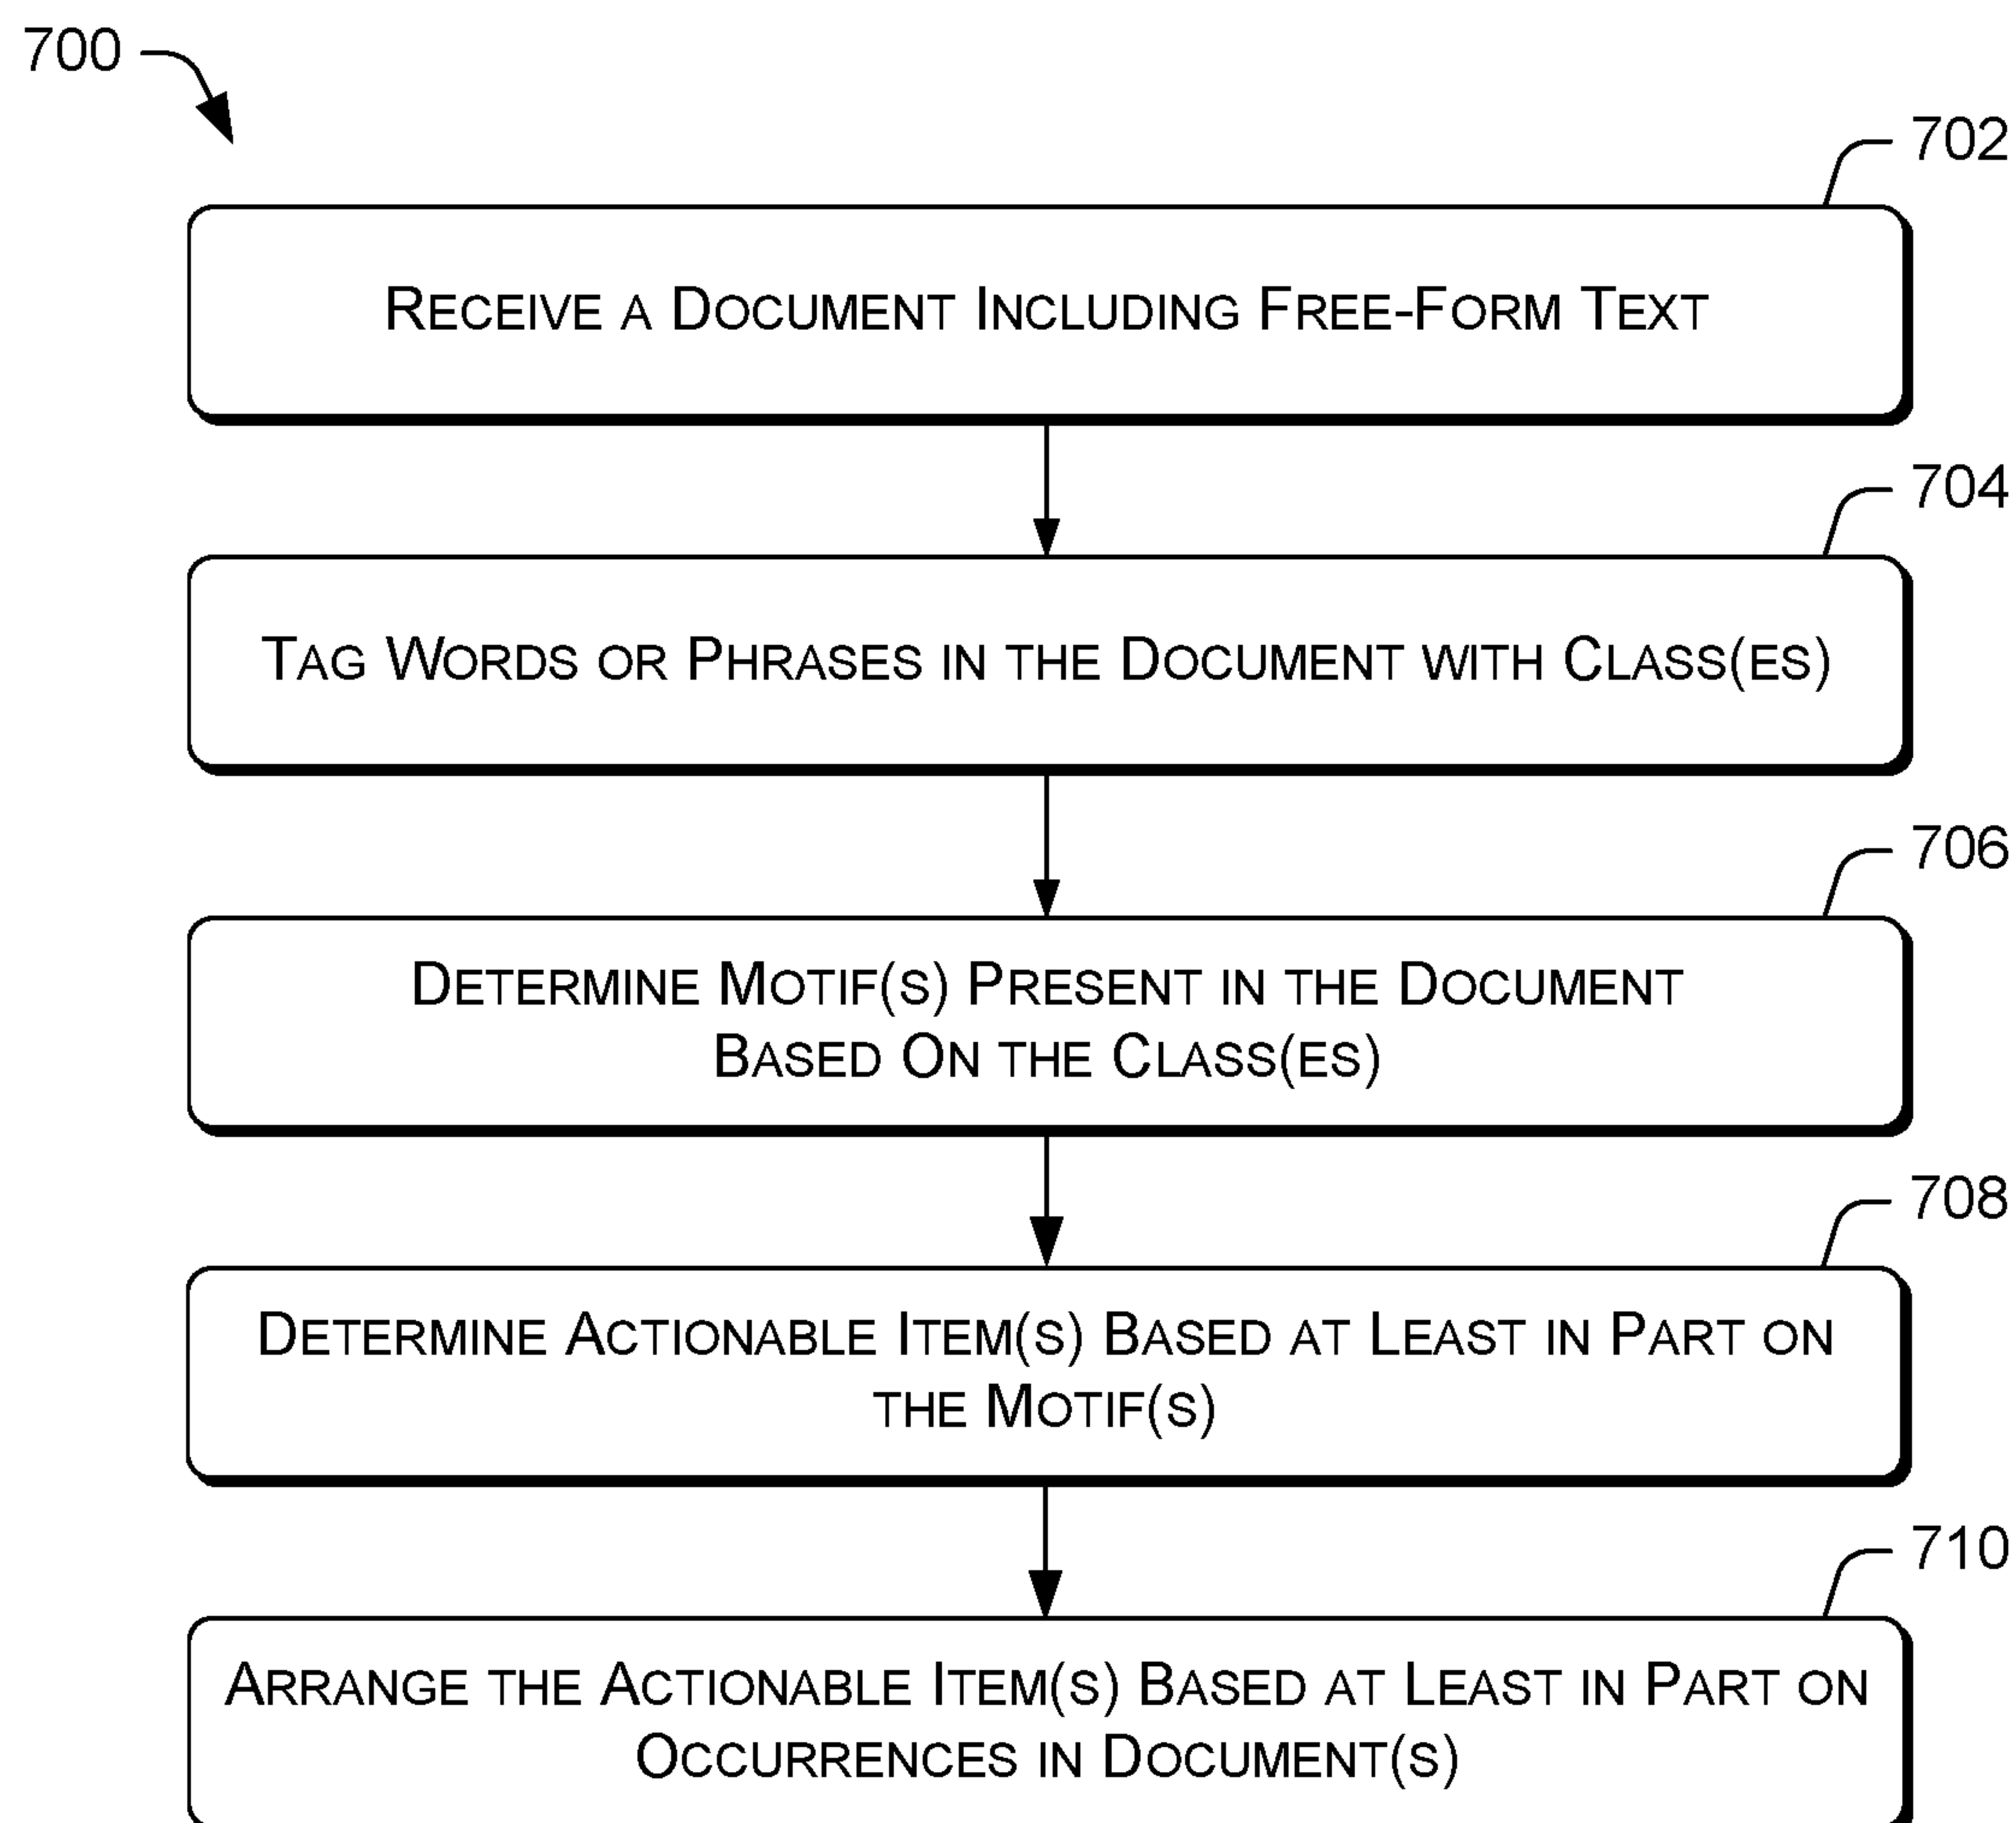 700
702
RECEIVE A DOCUMENT INCLUDING FREE-FORM TEXT
704
TAG WORDS OR PHRASES IN THE DOCUMENT WITH CLASS(ES)
706
DETERMINE MOTIF(S) PRESENT IN THE DOCUMENT
BASED ON THE CLASS(ES)
708
DETERMINE ACTIONABLE ITEM(S) BASED AT LEAST IN PART ON
THE MOTIF(S)
710
ARRANGE THE ACTIONABLE ITEM(S) BASED AT LEAST IN PART ON
OCCURRENCES IN DOCUMENT(S)